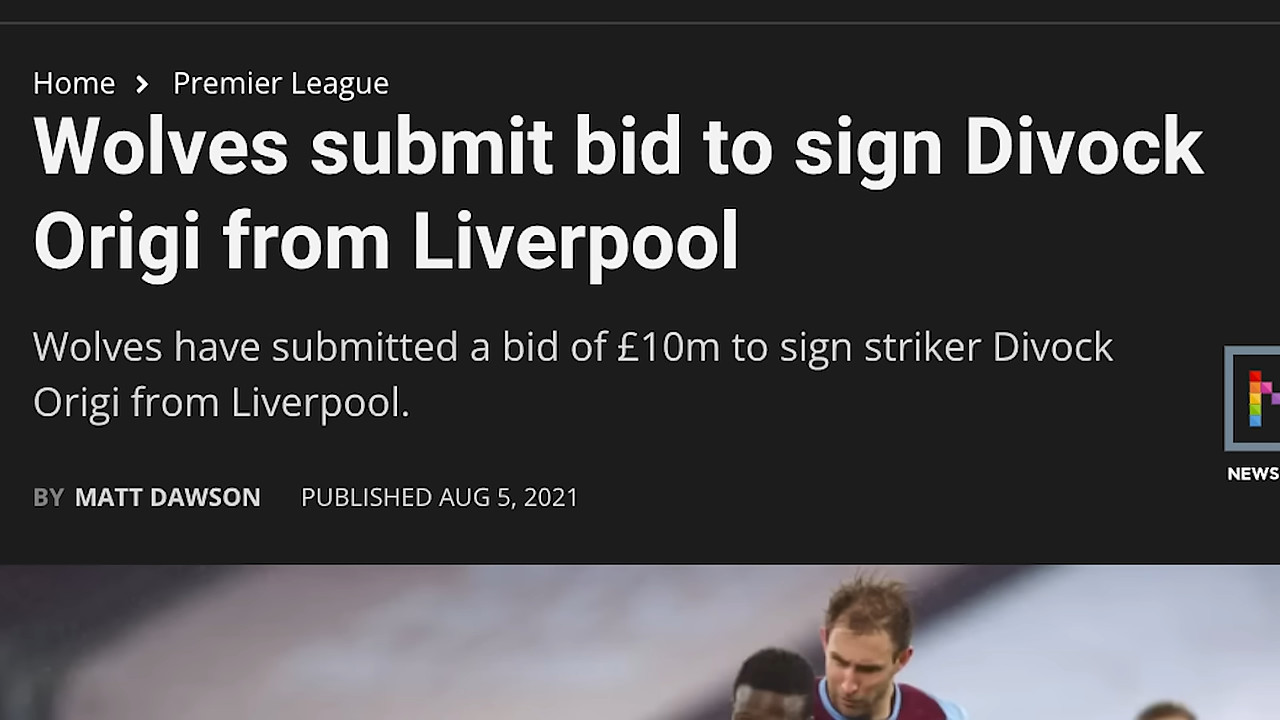 Home > Premier League
Wolves submit bid to sign Divock
Origi from Liverpool
Wolves have submitted a bid of £10m to sign striker Divock
Origi from Liverpool.
BY MATT DAWSON PUBLISHED AUG 5, 2021
NEWS